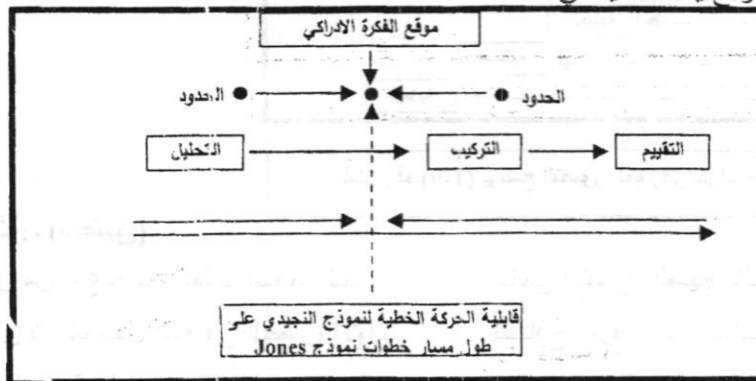 موقع الفكرة الادراكي
الحدود
الحدود
التحليل
التركيب
التقييم
قابلية الحركة الخطية لنموذج النجيدي على
طول مسار خطوات نموذج Jones